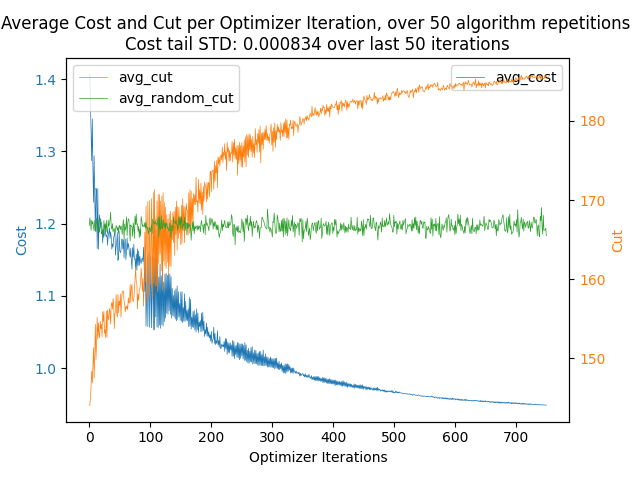 Average Cost and Cut per Optimizer Iteration, over 50 algorithm repetitions
Cost tail STD: 0.000834 over last 50 iterations
avg_cut
avg_random_cut
avg_cost
1.4
1.3
1.2
1.1
1.0
Cost
180
170
160
150
Cut
0 100 200 300 400 500 600 700
Optimizer Iterations